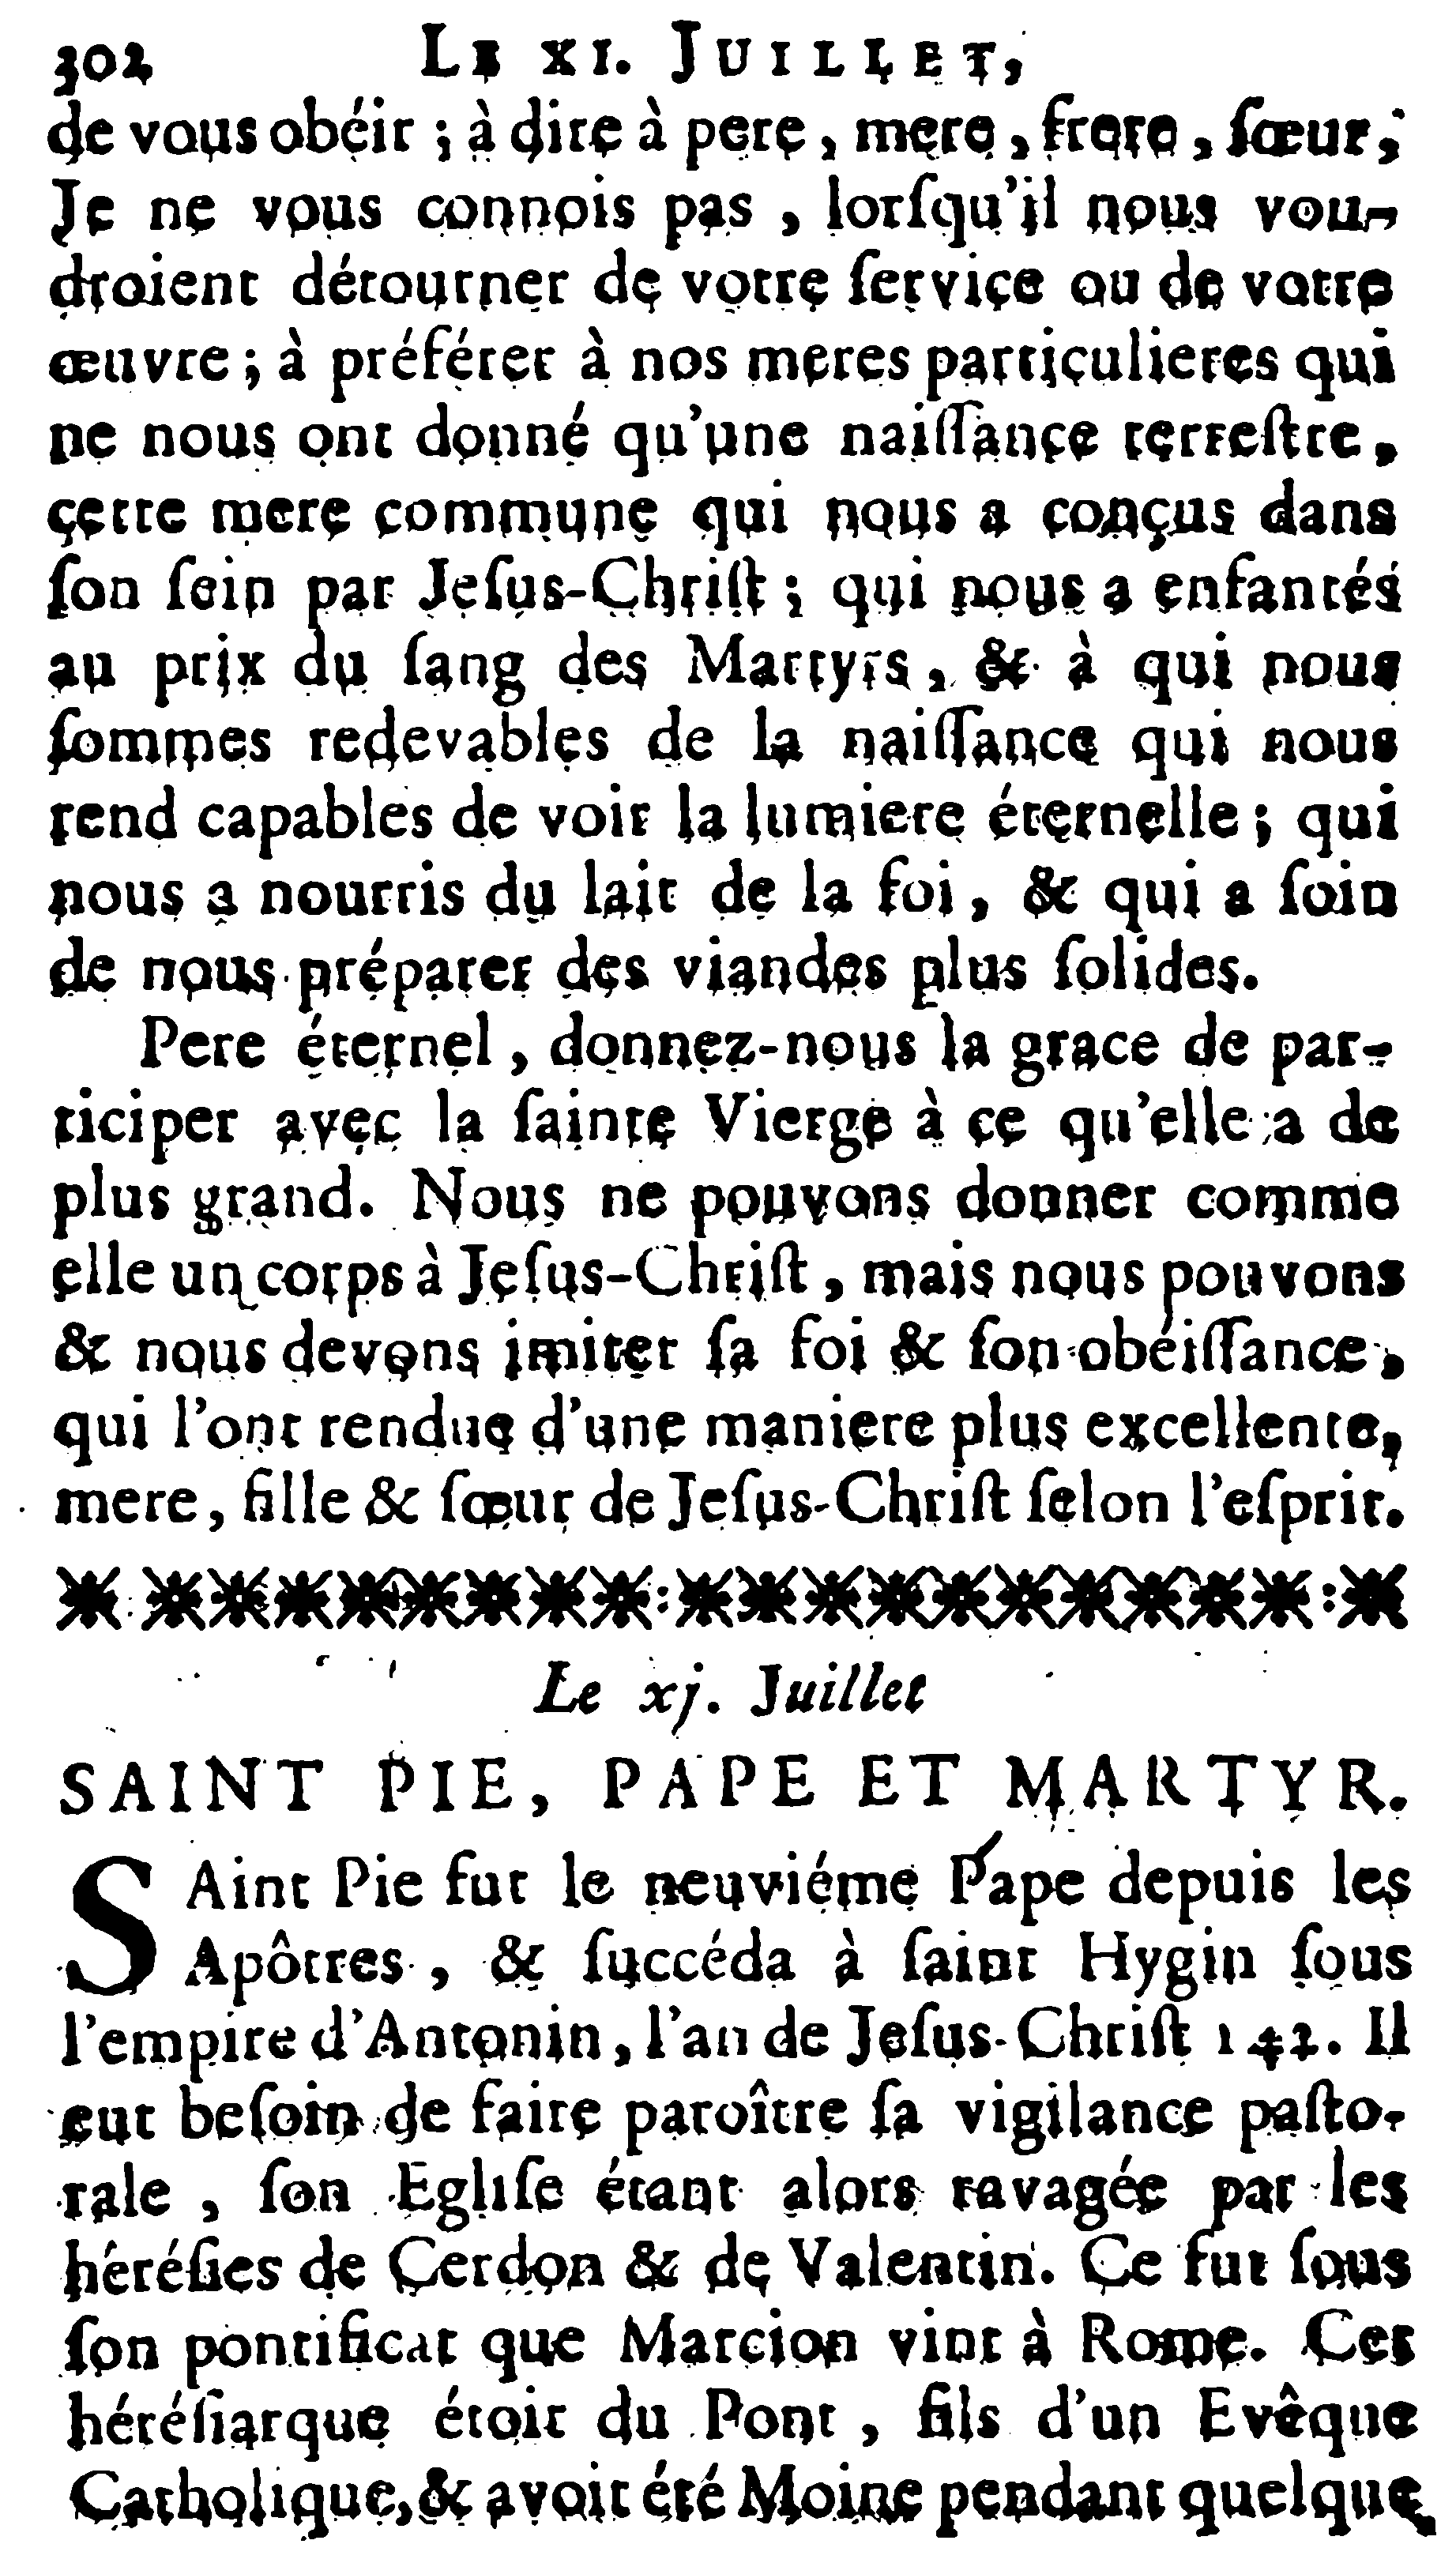 302 LE XI. JUILLET,
de vous obéir ; à dire à pere , mere , frere , ſœur ,
Je ne vous connois pas , lorſqu'il nous vou-
droient détourner de votre ſervice ou de votre
œuvre ; à préférer à nos meres particulieres qui
ne nous ont donné qu'une naiſſance terreſtre ,
cette mere commune qui nous a conçus dans
ſon ſein par Jeſus-Chriſt ; qui nous a enfantés
au prix du ſang des Martyrs , & à qui nous
ſommes redevables de la naiſſance qui nous
rend capables de voir la lumiere éternelle ; qui
nous a nourris du lait de la foi , & qui a ſoin
de nous préparer des viandes plus ſolides.
Pere éternel , donnez-nous la grace de par-
ticiper avec la ſainte Vierge à ce qu'elle a de
plus grand. Nous ne pouvons donner comme
elle un corps à Jeſus-Chriſt , mais nous pouvons
& nous devons imiter ſa foi & ſon obéiſſance ,
qui l'ont rendue d'une maniere plus excellente,
mere, fille & ſœur de Jeſus-Chriſt ſelon l'eſprit.
Le xj. Juillet
SAINT PIE, PAPE ET MARTYR.
SAint Pie fut le neuviéme Pape depuis les
Apôtres , & ſuccéda à ſaint Hygin ſous
l'empire d'Antonin, l'an de Jeſus-Chriſt 142. Il
eut beſoin de faire paroître ſa vigilance paſto-
rale , ſon Egliſe étant alors ravagée par les
héréſies de Cerdon & de Valentin. Ce fut ſous
ſon pontificat que Marcion vint à Rome. Cet
héréſiarque étoit du Pont , fils d'un Evêque
Catholique, & avoit été Moine pendant quelque